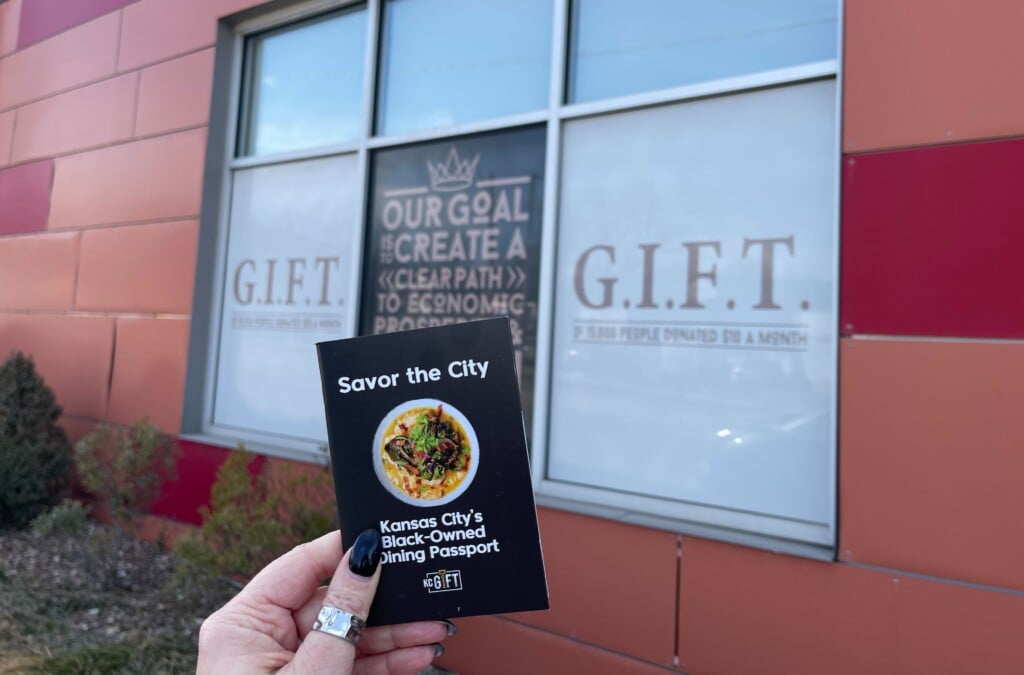 G.I.F.T.
OUR GOAL
IS TO CREATE A
«CLEAR PATH»
TO ECONOMIC
G.I.F.T.
IF 15,000 PEOPLE DONATED $10 A MONTH
Savor the City
Kansas City's
Black-Owned
Dining Passport
KC GIFT